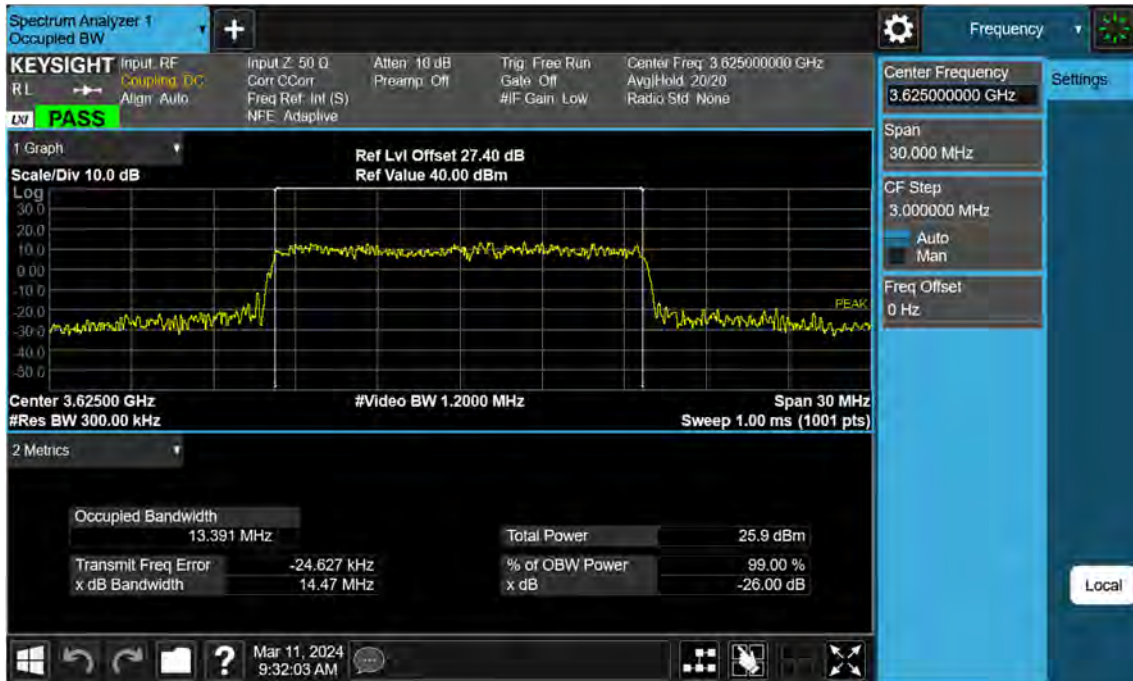 Spectrum Analyzer 1
Occupied BW
+
Frequency
KEYSIGHT
RL
LXI
PASS
Input: RF
Coupling: DC
Align: Auto
Input Z: 50 Ω
Corr CCorr
Freq Ref: Int (S)
NFE: Adaptive
Atten: 10 dB
Preamp: Off
Trig: Free Run
Gate: Off
#IF Gain: Low
Center Freq: 3.625000000 GHz
Avg|Hold: 20/20
Radio Std: None
Center Frequency
3.625000000 GHz
Settings
Span
30.000 MHz
CF Step
3.000000 MHz
Auto
Man
Freq Offset
0 Hz
Local
1 Graph
Scale/Div 10.0 dB
Ref Lvl Offset 27.40 dB
Ref Value 40.00 dBm
Log
30.0
20.0
10.0
0.00
-10.0
-20.0
-30.0
-40.0
-50.0
PEAK
Center 3.62500 GHz
#Video BW 1.2000 MHz
Span 30 MHz
#Res BW 300.00 kHz
Sweep 1.00 ms (1001 pts)
2 Metrics
Occupied Bandwidth
13.391 MHz
Total Power 25.9 dBm
Transmit Freq Error -24.627 kHz
% of OBW Power 99.00 %
x dB Bandwidth 14.47 MHz
x dB -26.00 dB
?
Mar 11, 2024
9:32:03 AM